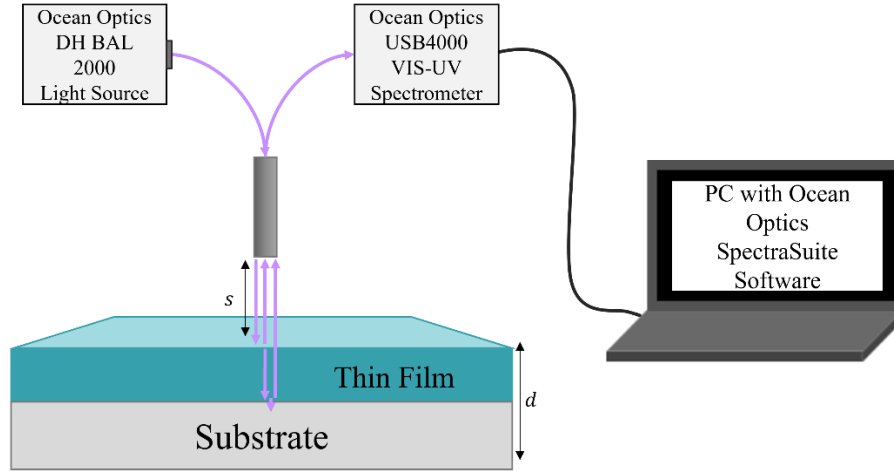 Ocean Optics
DH BAL
2000
Light Source
Ocean Optics
USB4000
VIS-UV
Spectrometer
PC with Ocean
Optics
SpectraSuite
Software
s
Thin Film
d
Substrate